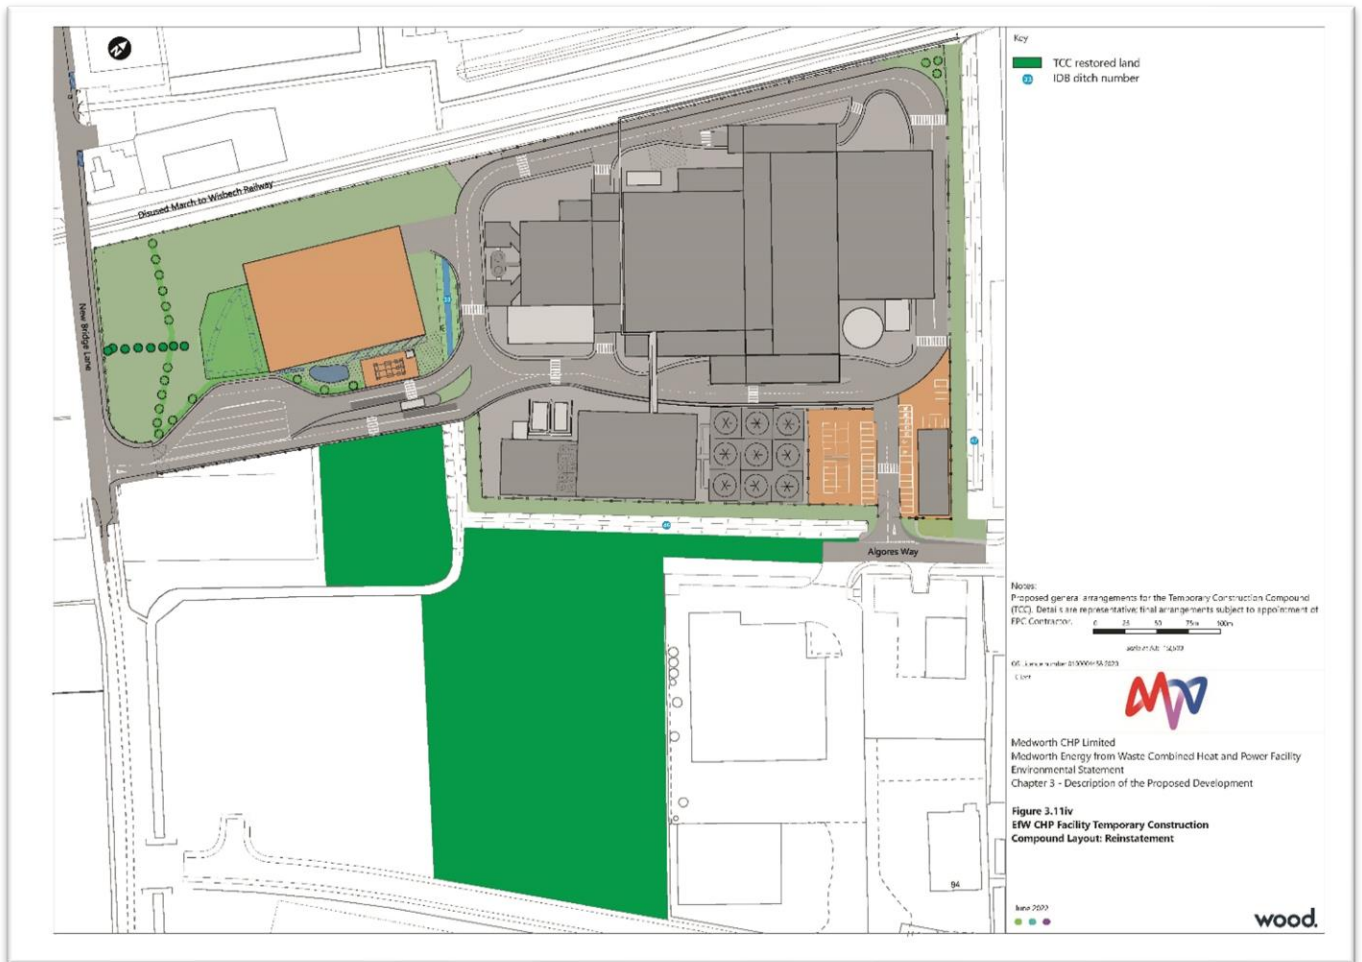 N
Disused March to Wisbech Railway
New Bridge Lane
Algores Way
94
Key
TCC restored land
IDB ditch number
Notes:
Proposed general arrangements for the Temporary Construction Compound
(TCC). Details are representative; final arrangements subject to appointment of
EPC Contractor.
0 25 50 75m 100m
Client
MVV
Medworth CHP Limited
Medworth Energy from Waste Combined Heat and Power Facility
Environmental Statement
Chapter 3 - Description of the Proposed Development
Figure 3.11iv
EfW CHP Facility Temporary Construction
Compound Layout: Reinstatement
June 2022
wood.